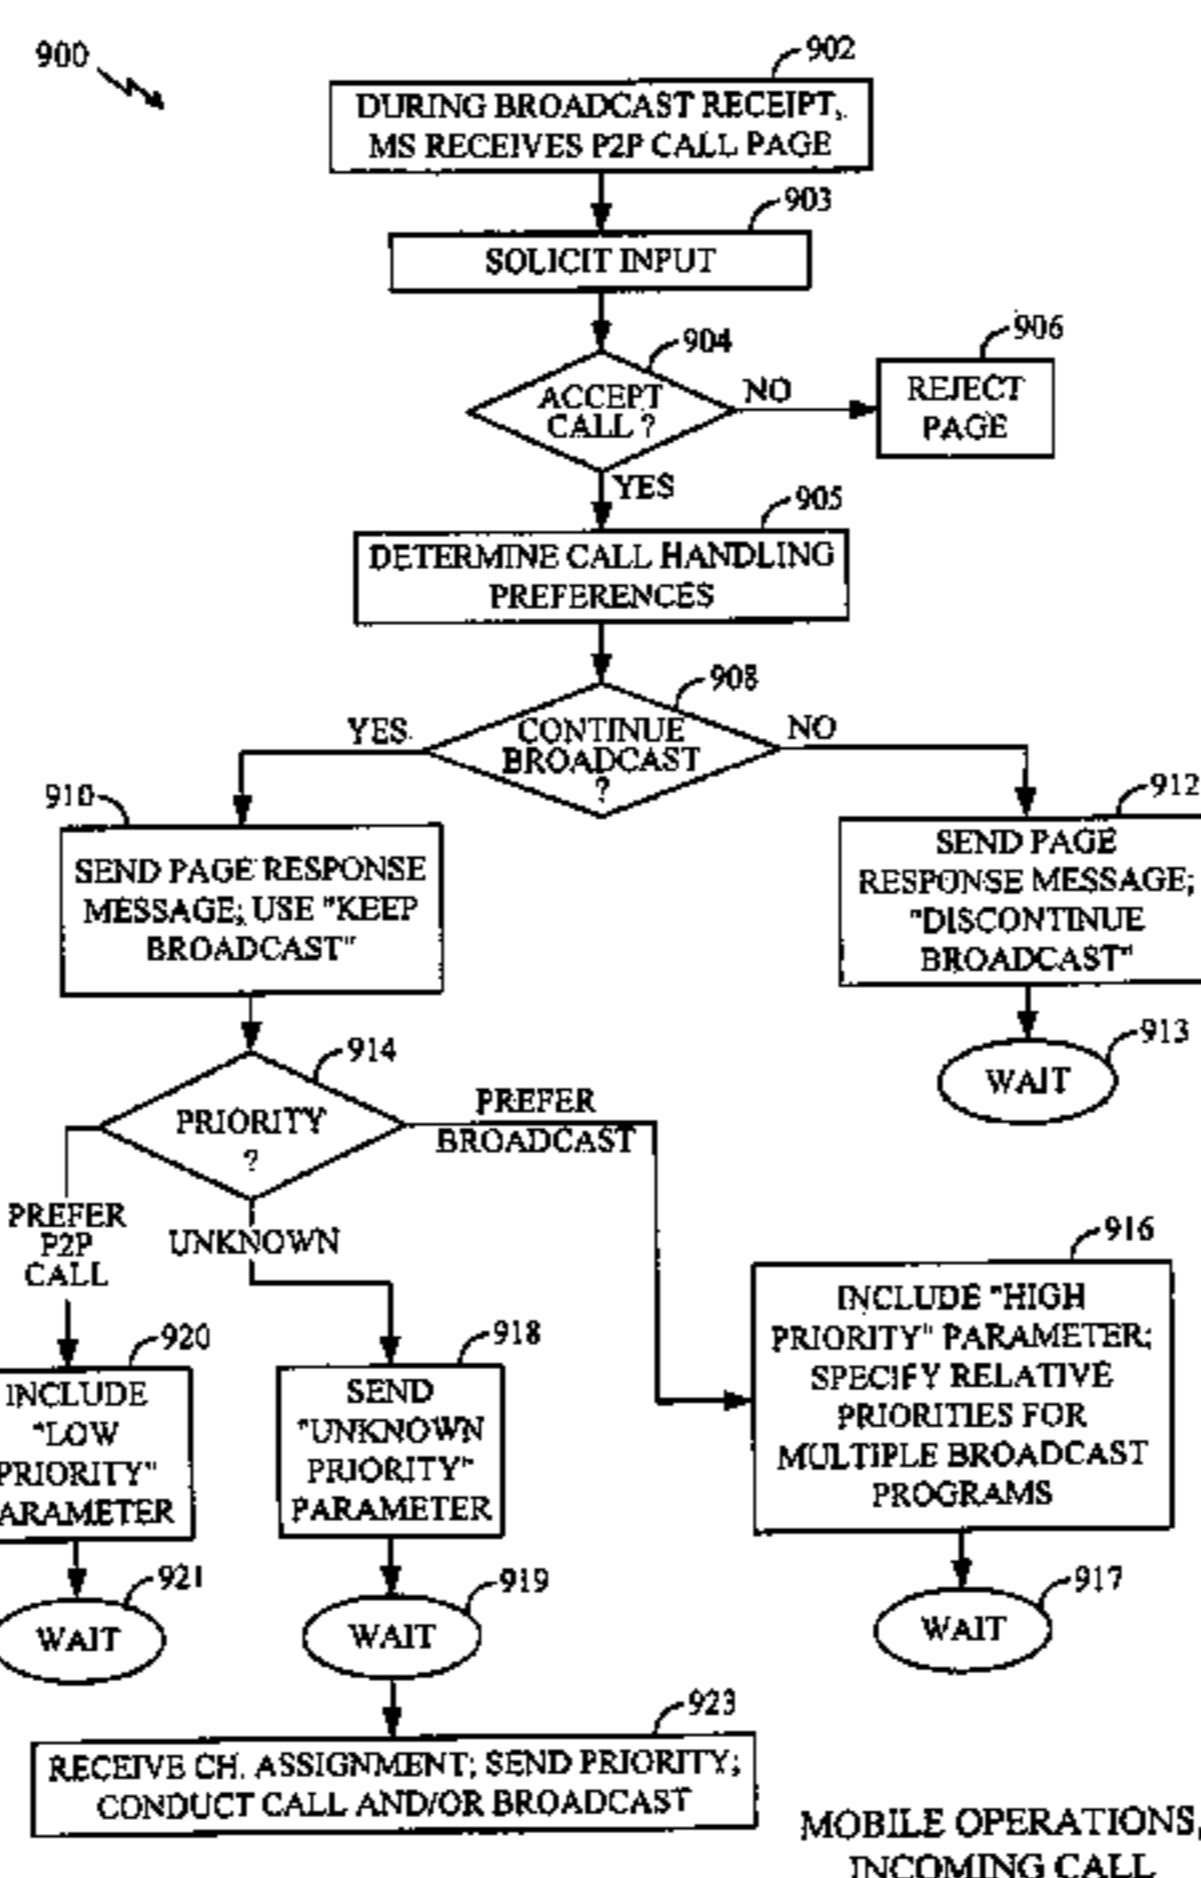 900
902
DURING BROADCAST RECEIPT,
MS RECEIVES P2P CALL PAGE
903
SOLICIT INPUT
904
ACCEPT
CALL ?
NO
906
REJECT
PAGE
YES
905
DETERMINE CALL HANDLING
PREFERENCES
908
CONTINUE
BROADCAST
?
YES
NO
910
SEND PAGE RESPONSE
MESSAGE; USE "KEEP
BROADCAST"
912
SEND PAGE
RESPONSE MESSAGE;
"DISCONTINUE
BROADCAST"
913
WAIT
914
PRIORITY
?
PREFER
BROADCAST
PREFER
P2P
CALL
UNKNOWN
916
INCLUDE "HIGH
PRIORITY" PARAMETER;
SPECIFY RELATIVE
PRIORITIES FOR
MULTIPLE BROADCAST
PROGRAMS
920
INCLUDE
"LOW
PRIORITY"
ARAMETER
918
SEND
"UNKNOWN
PRIORITY"
PARAMETER
921
WAIT
919
WAIT
917
WAIT
923
RECEIVE CH. ASSIGNMENT; SEND PRIORITY;
CONDUCT CALL AND/OR BROADCAST
MOBILE OPERATIONS,
INCOMING CALL